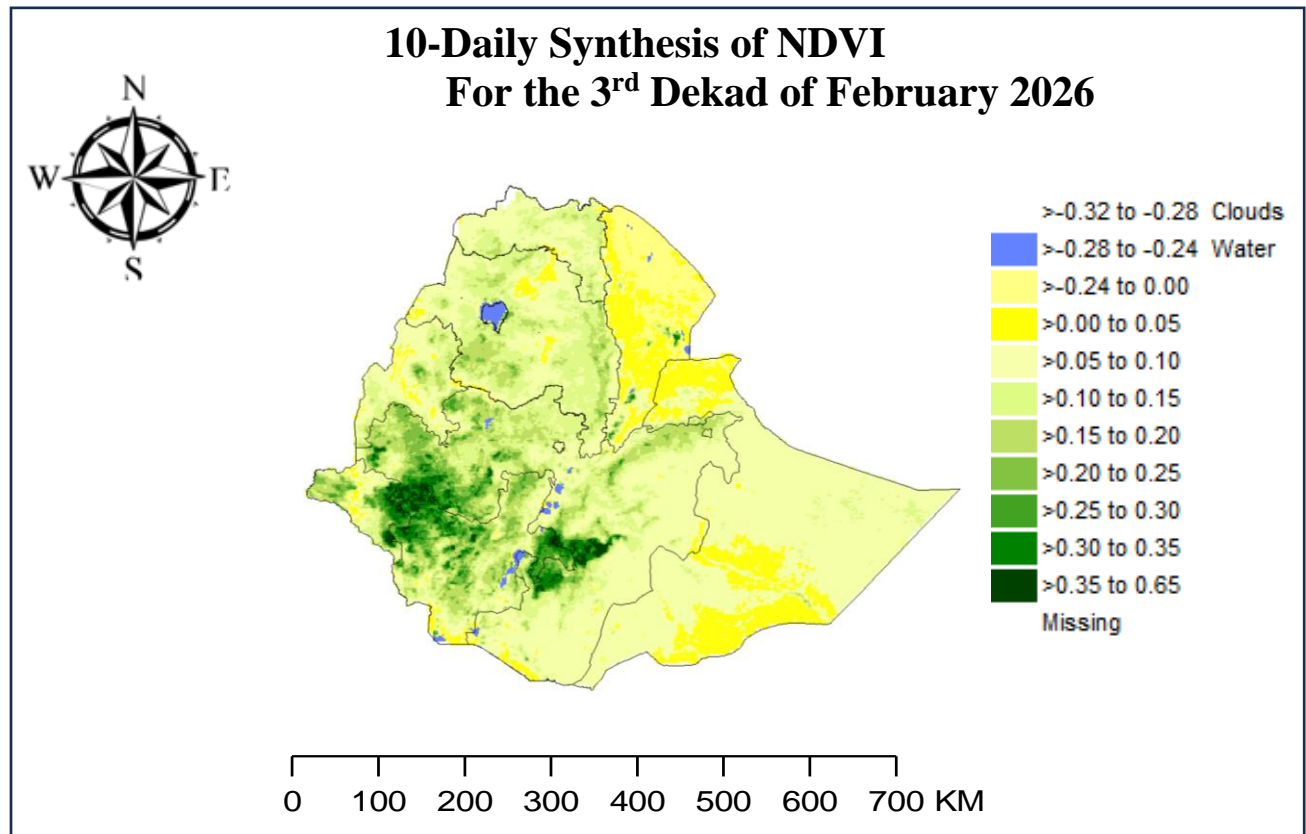 10-Daily Synthesis of NDVI
For the 3rd Dekad of February 2026
N
W E
S
>-0.32 to -0.28 Clouds
>-0.28 to -0.24 Water
>-0.24 to 0.00
>0.00 to 0.05
>0.05 to 0.10
>0.10 to 0.15
>0.15 to 0.20
>0.20 to 0.25
>0.25 to 0.30
>0.30 to 0.35
>0.35 to 0.65
Missing
0 100 200 300 400 500 600 700 KM